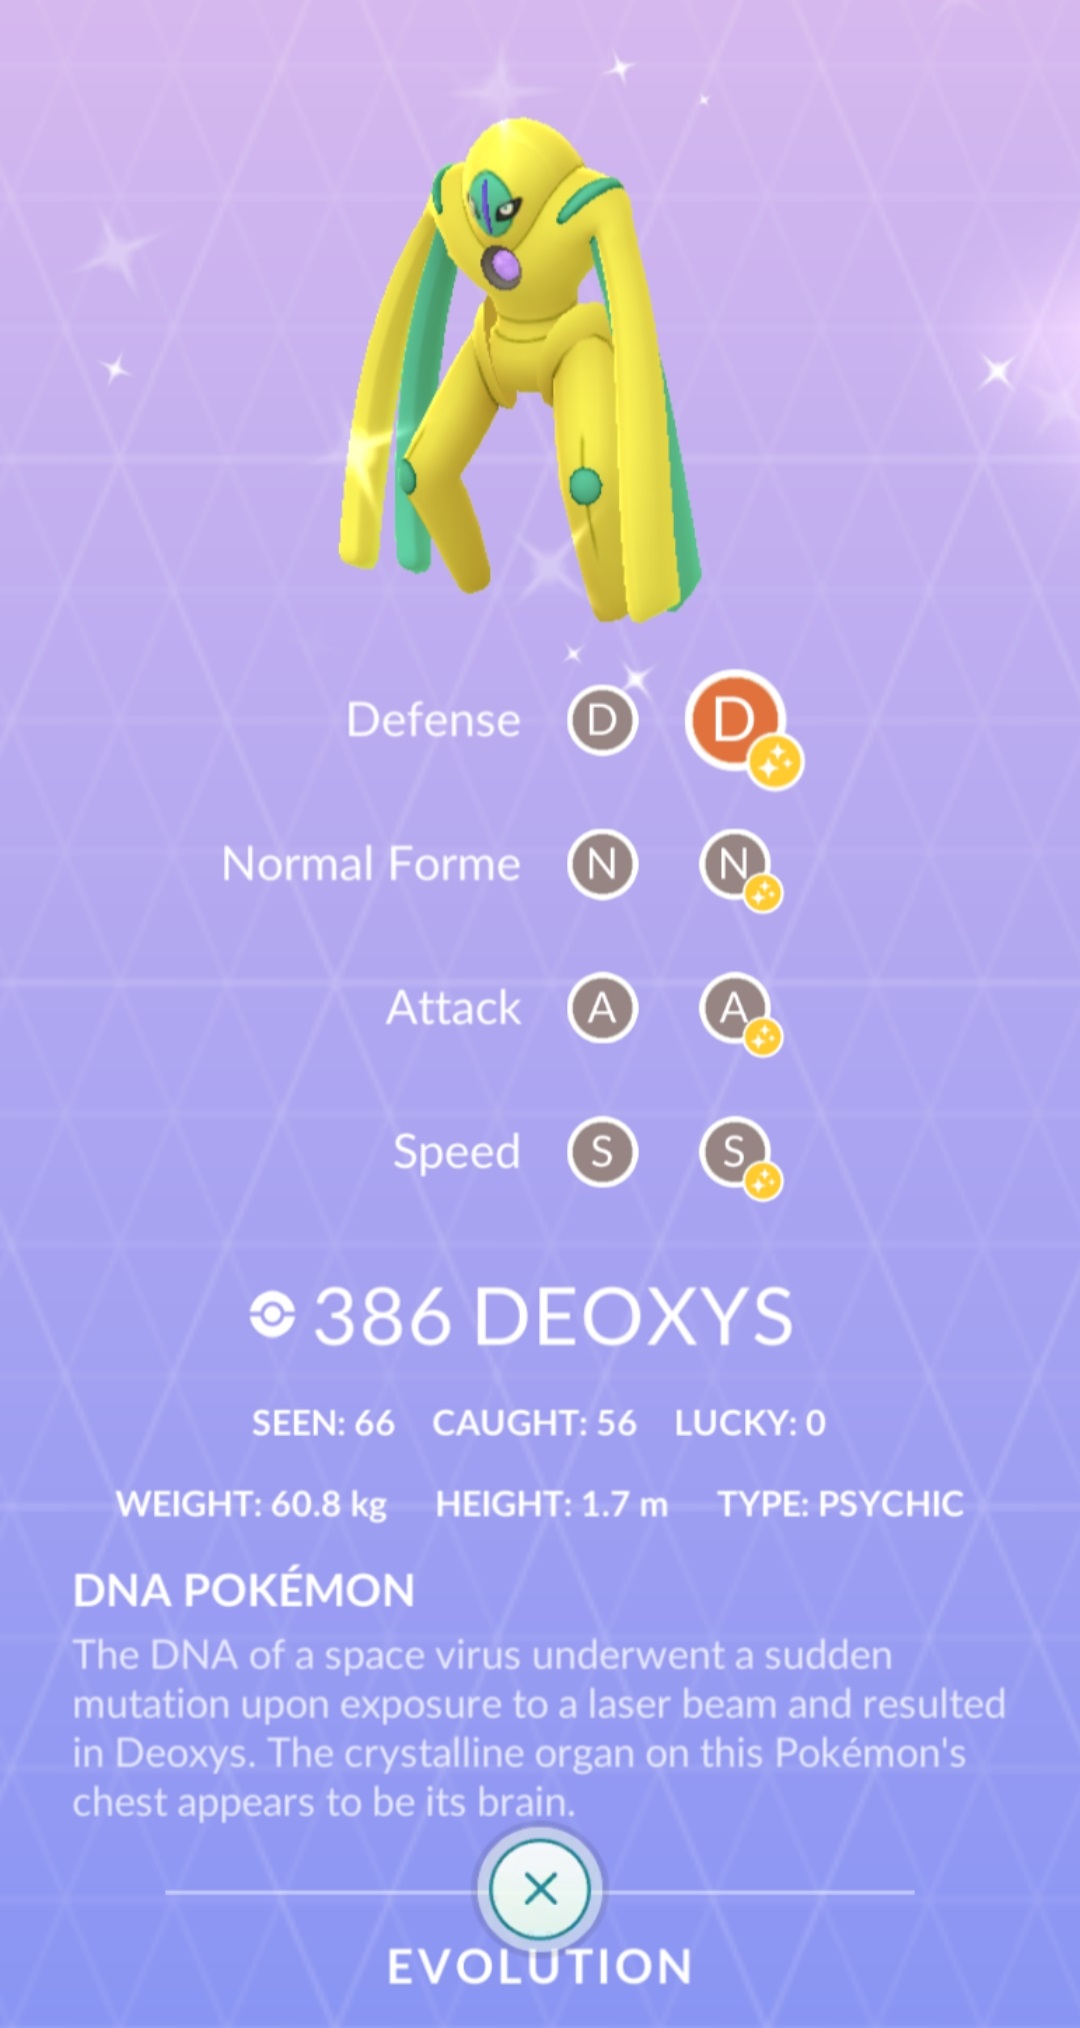 Defense D D
Normal Forme N N
Attack A A
Speed S S
386 DEOXYS
SEEN: 66 CAUGHT: 56 LUCKY: 0
WEIGHT: 60.8 kg HEIGHT: 1.7 m TYPE: PSYCHIC
DNA POKÉMON
The DNA of a space virus underwent a sudden
mutation upon exposure to a laser beam and resulted
in Deoxys. The crystalline organ on this Pokémon's
chest appears to be its brain.
EVOLUTION